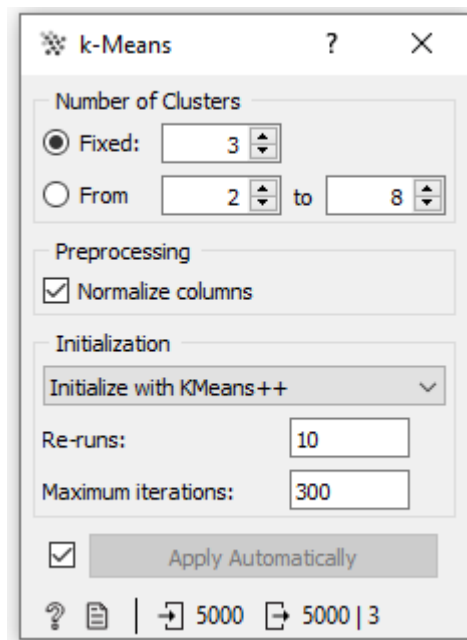 k-Means ?
Number of Clusters
Fixed: 3
From 2 to 8
Preprocessing
Normalize columns
Initialization
Initialize with KMeans++
Re-runs: 10
Maximum iterations: 300
Apply Automatically
? 5000 5000 | 3